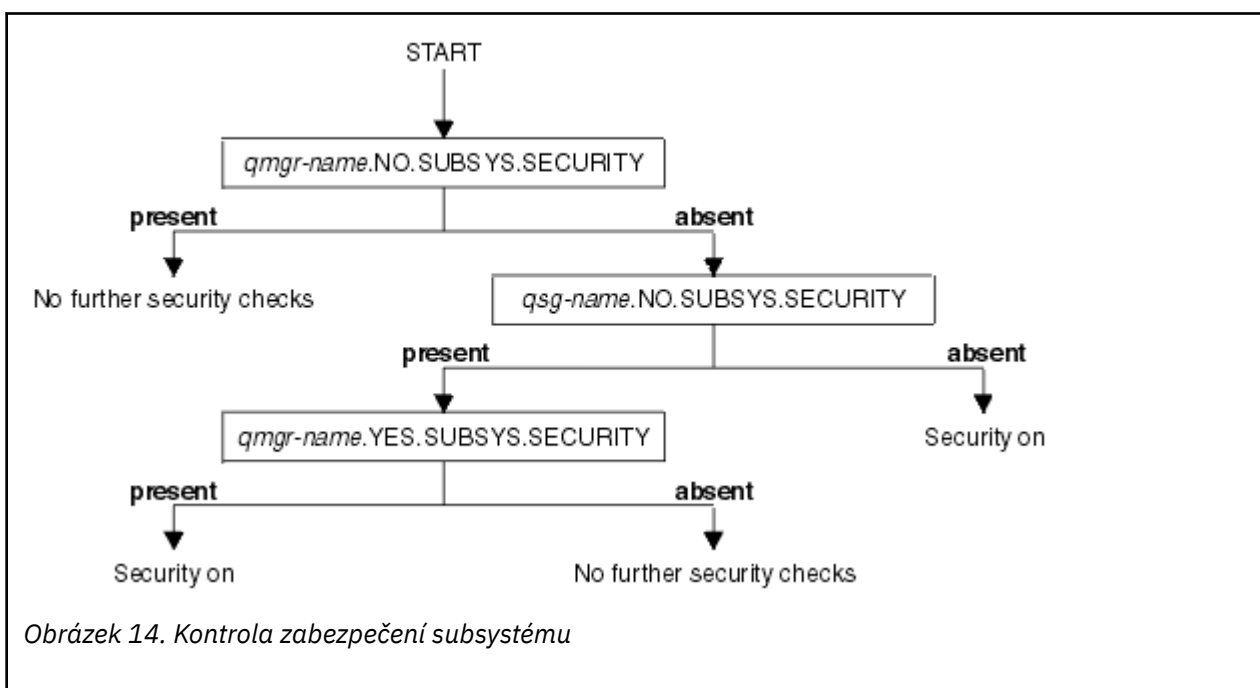 START
qmgr-name.NO.SUBSYS.SECURITY
present absent
No further security checks
qsg-name.NO.SUBSYS.SECURITY
present absent
qmgr-name.YES.SUBSYS.SECURITY
Security on
present absent
Security on
No further security checks
Obrázek 14. Kontrola zabezpečení subsystému